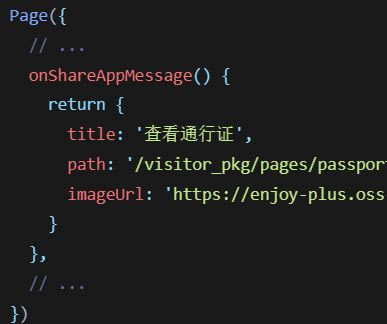 Page({
// ...
onShareAppMessage() {
return {
title: '查看通行证',
path: '/visitor_pkg/pages/passport
imageUrl: 'https://enjoy-plus.oss
}
},
// ...
})